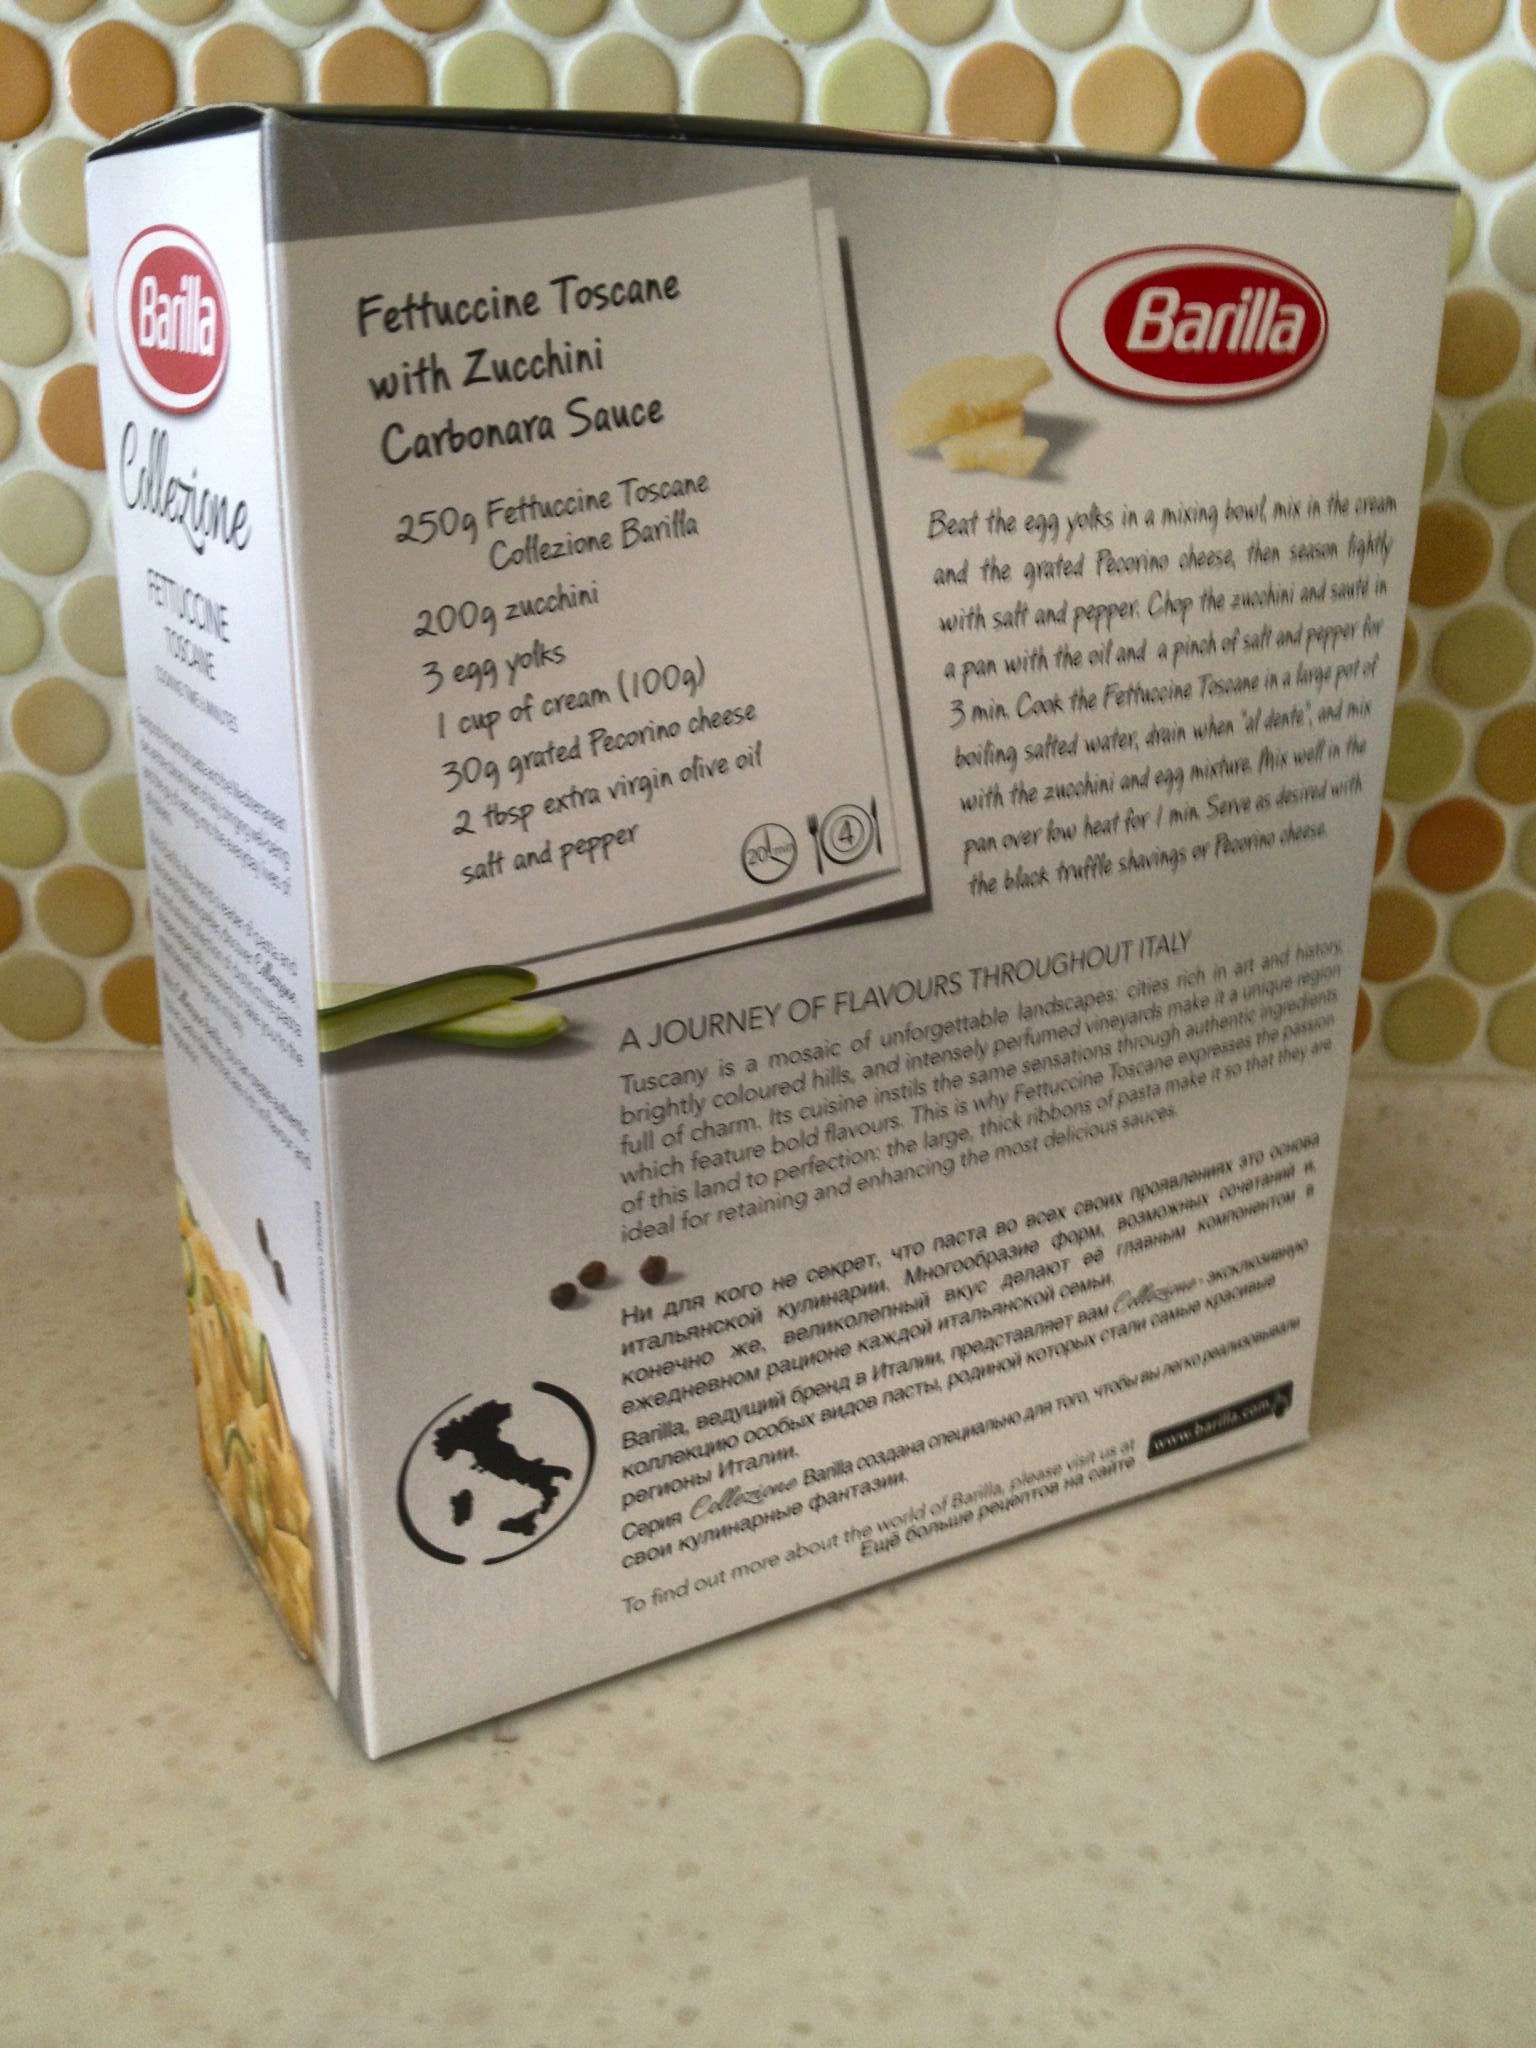 Barilla
Collezione
FETTUCCINE
TOSCANE
Fettuccine Toscane
with Zucchini
Carbonara Sauce
250g Fettuccine Toscane
Collezione Barilla
200g zucchini
3 egg yolks
1 cup of cream (100g)
30g grated Pecorino cheese
2 tbsp extra virgin olive oil
salt and pepper
20 min
4
Barilla
Beat the egg yolks in a mixing bowl, mix in the cream
and the grated Pecorino cheese, then season lightly
with salt and pepper. Chop the zucchini and sauté in
a pan with the oil and a pinch of salt and pepper for
3 min. Cook the Fettuccine Toscane in a large pot of
boiling salted water, drain when "al dente", and mix
with the zucchini and egg mixture. Mix well in the
pan over low heat for 1 min. Serve as desired with
the black truffle shavings or Pecorino cheese.
A JOURNEY OF FLAVOURS THROUGHOUT ITALY
Tuscany is a mosaic of unforgettable landscapes: cities rich in art and history,
brightly coloured hills, and intensely perfumed vineyards make it a unique region
full of charm. Its cuisine instils the same sensations through authentic ingredients
which feature bold flavours. This is why Fettuccine Toscane expresses the passion
of this land to perfection: the large, thick ribbons of pasta make it so that they are
ideal for retaining and enhancing the most delicious sauces.
Ни для кого не секрет, что паста во всех своих проявлениях это основа
итальянской кулинарии. Многообразие форм, возможных сочетаний и,
конечно же, великолепный вкус делают её главным компонентом в
ежедневном рационе каждой итальянской семьи.
Barilla, ведущий бренд в Италии, представляет вам Collezione - эксклюзивную
коллекцию особых видов пасты, родиной которых стали самые красивые
регионы Италии.
Серия Collezione Barilla создана специально для того, чтобы вы легко реализовывали
свои кулинарные фантазии.
To find out more about the world of Barilla, please visit us at
Ещё больше рецептов на сайте
www.barilla.com